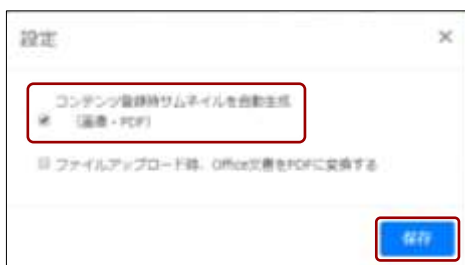 設定
×
コンテンツ登録時サムネイルを自動生成
（画像・PDF）
ファイルアップロード時、Office文書をPDFに変換する
保存